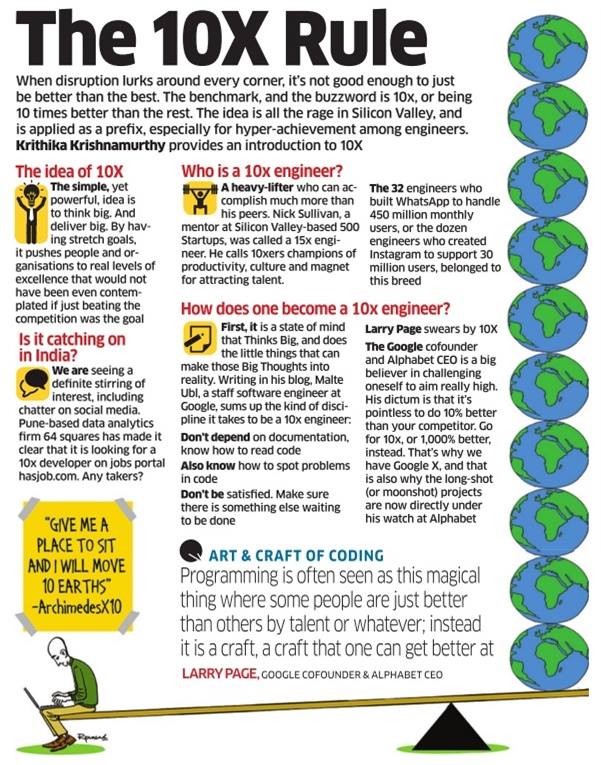 The 10X Rule
When disruption lurks around every corner, it's not good enough to just
be better than the best. The benchmark, and the buzzword is 10x, or being
10 times better than the rest. The idea is all the rage in Silicon Valley, and
is applied as a prefix, especially for hyper-achievement among engineers.
Krithika Krishnamurthy provides an introduction to 10X
The idea of 10X
The simple, yet
powerful, idea is
to think big. And
deliver big. By hav-
ing stretch goals,
it pushes people and or-
ganisations to real levels of
excellence that would not
have been even contem-
plated if just beating the
competition was the goal
Is it catching on
in India?
We are seeing a
definite stirring of
interest, including
chatter on social media.
Pune-based data analytics
firm 64 squares has made it
clear that it is looking for a
10x developer on jobs portal
hasjob.com. Any takers?
Who is a 10x engineer?
A heavy-lifter who can ac-
complish much more than
his peers. Nick Sullivan, a
mentor at Silicon Valley-based 500
Startups, was called a 15x engi-
neer. He calls 10xers champions of
productivity, culture and magnet
for attracting talent.
The 32 engineers who
built WhatsApp to handle
450 million monthly
users, or the dozen
engineers who created
Instagram to support 30
million users, belonged to
this breed
How does one become a 10x engineer?
First, it is a state of mind
that Thinks Big, and does
the little things that can
make those Big Thoughts into
reality. Writing in his blog, Malte
Ubl, a staff software engineer at
Google, sums up the kind of disci-
pline it takes to be a 10x engineer:
Don't depend on documentation,
know how to read code
Also know how to spot problems
in code
Don't be satisfied. Make sure
there is something else waiting
to be done
Larry Page swears by 10X
The Google cofounder
and Alphabet CEO is a big
believer in challenging
oneself to aim really high.
His dictum is that it's
pointless to do 10% better
than your competitor. Go
for 10x, or 1,000% better,
instead. That's why we
have Google X, and that
is also why the long-shot
(or moonshot) projects
are now directly under
his watch at Alphabet
"GIVE ME A
PLACE TO SIT
AND I WILL MOVE
10 EARTHS"
-ArchimedesX10
ART & CRAFT OF CODING
Programming is often seen as this magical
thing where some people are just better
than others by talent or whatever; instead
it is a craft, a craft that one can get better at
LARRY PAGE, GOOGLE COFOUNDER & ALPHABET CEO